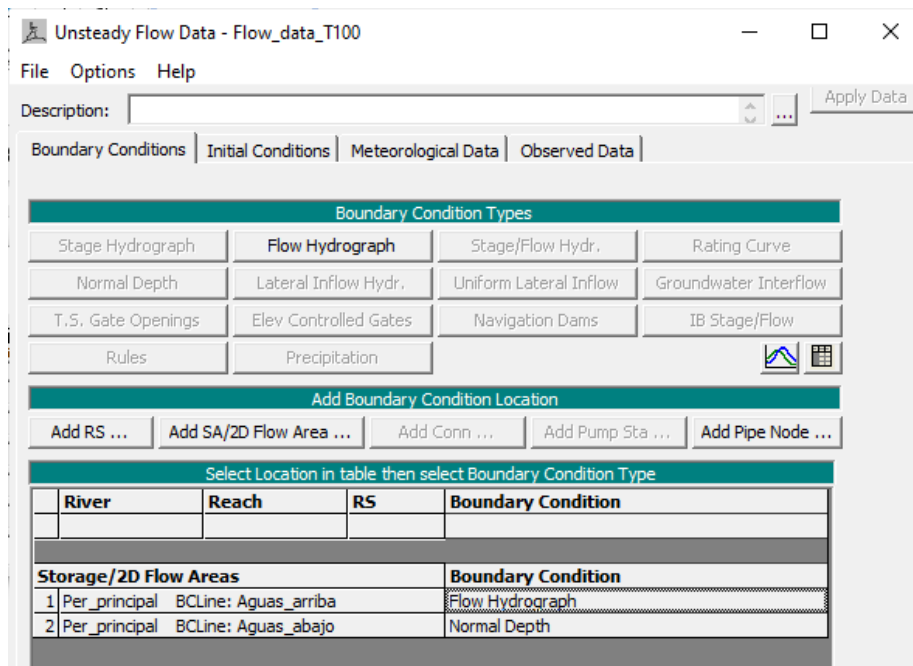 Unsteady Flow Data - Flow_data_T100
File Options Help
Description: ... Apply Data
Boundary Conditions Initial Conditions Meteorological Data Observed Data
Boundary Condition Types
Stage Hydrograph Flow Hydrograph Stage/Flow Hydr. Rating Curve
Normal Depth Lateral Inflow Hydr. Uniform Lateral Inflow Groundwater Interflow
T.S. Gate Openings Elev Controlled Gates Navigation Dams IB Stage/Flow
Rules Precipitation
Add Boundary Condition Location
Add RS ... Add SA/2D Flow Area ... Add Conn ... Add Pump Sta ... Add Pipe Node ...
Select Location in table then select Boundary Condition Type
River Reach RS Boundary Condition
Storage/2D Flow Areas Boundary Condition
1 Per_principal BCLine: Aguas_arriba Flow Hydrograph
2 Per_principal BCLine: Aguas_abajo Normal Depth